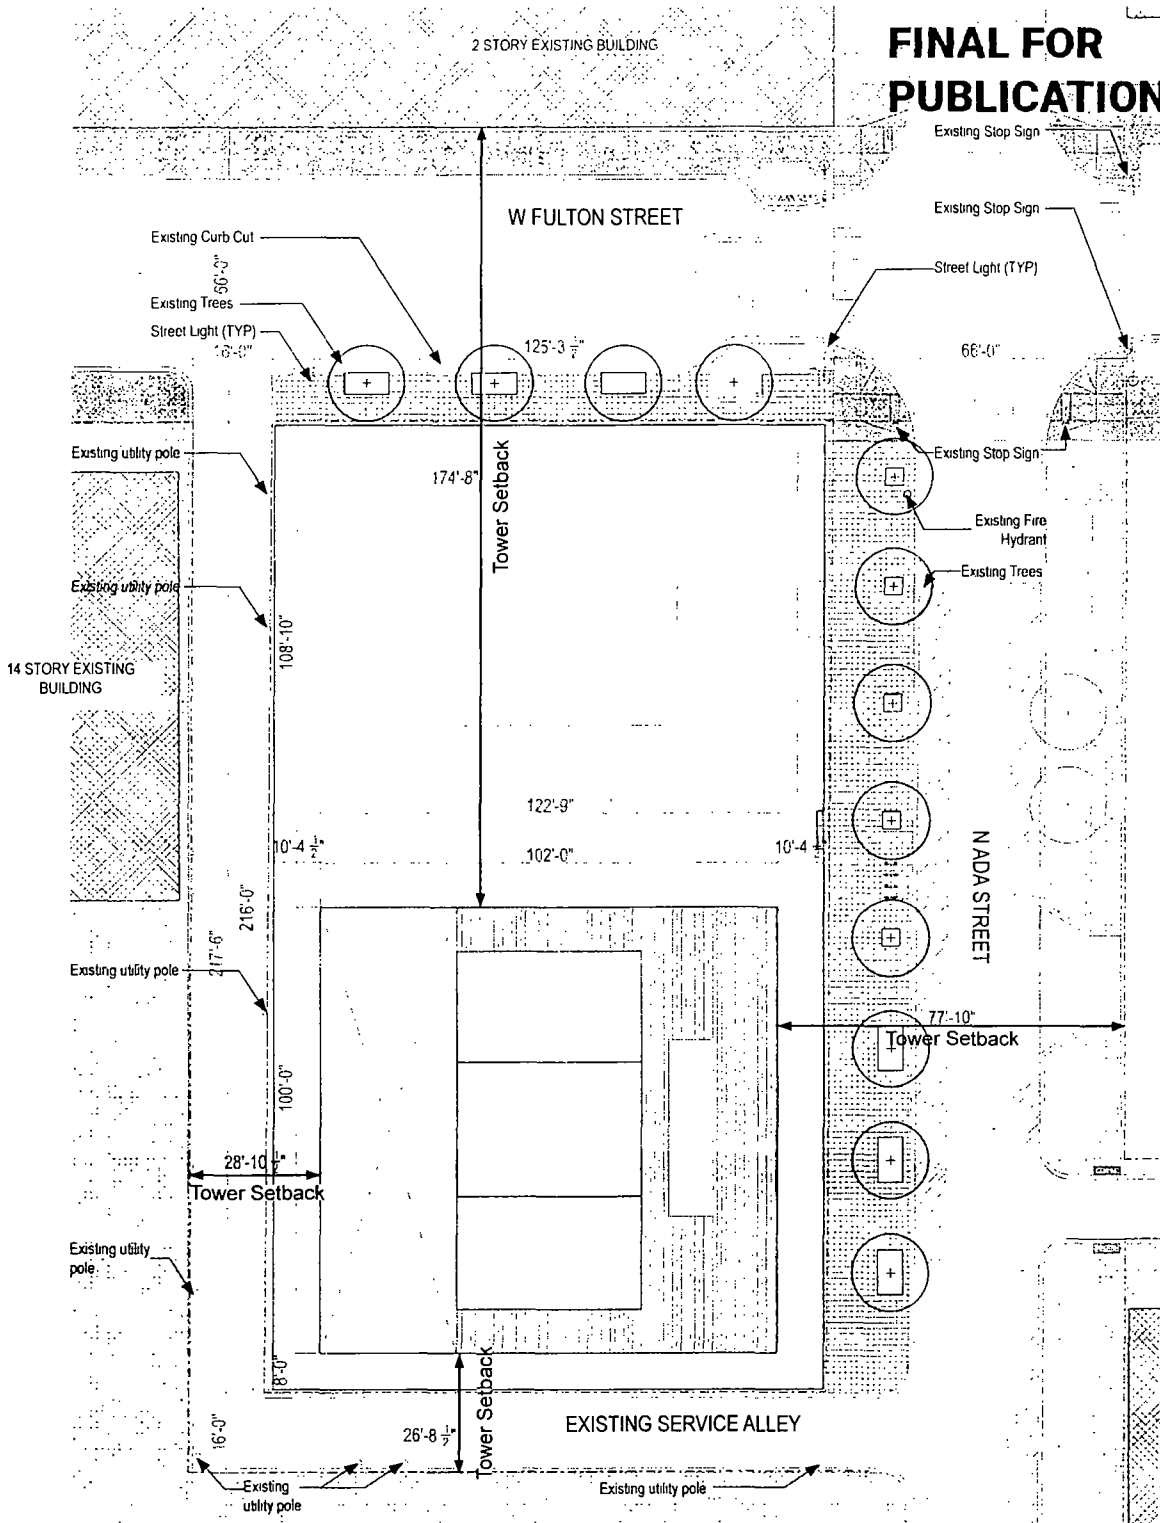 2 STORY EXISTING BUILDING
FINAL FOR
PUBLICATION
Existing Stop Sign
W FULTON STREET
Existing Stop Sign
Existing Curb Cut
66'-0"
Street Light (TYP)
Existing Trees
Street Light (TYP)
16'-0"
125'-3 1/2"
66'-0"
Existing utility pole
Existing Stop Sign
174'-8"
Tower Setback
Existing Fire
Hydrant
Existing Trees
Existing utility pole
108'-10"
14 STORY EXISTING
BUILDING
122'-9"
10'-4 1/2"
102'-0"
10'-4
N ADA STREET
216'-0"
217'-6"
Existing utility pole
77'-10"
Tower Setback
100'-0"
28'-10 1/2"
Tower Setback
Existing utility
pole
8'-0"
Tower Setback
16'-0"
26'-8 1/2"
EXISTING SERVICE ALLEY
Existing
utility pole
Existing utility pole